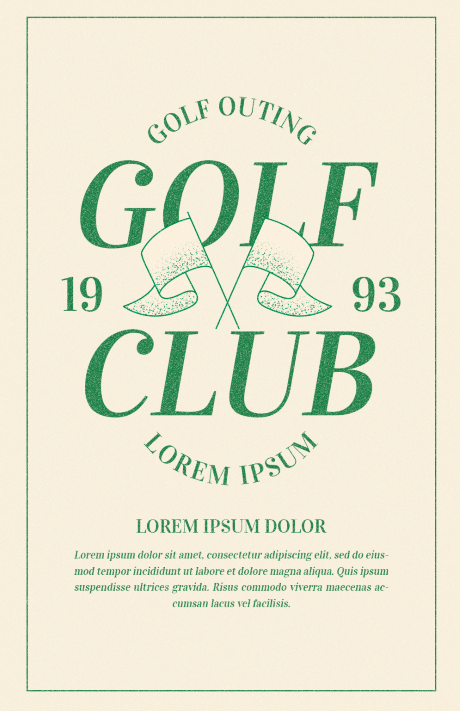 GOLF OUTING
GOLF
19 93
CLUB
LOREM IPSUM
LOREM IPSUM DOLOR
Lorem ipsum dolor sit amet, consectetur adipiscing elit, sed do eius-
mod tempor incididunt ut labore et dolore magna aliqua. Quis ipsum
suspendisse ultrices gravida. Risus commodo viverra maecenas ac-
cumsan lacus vel facilisis.